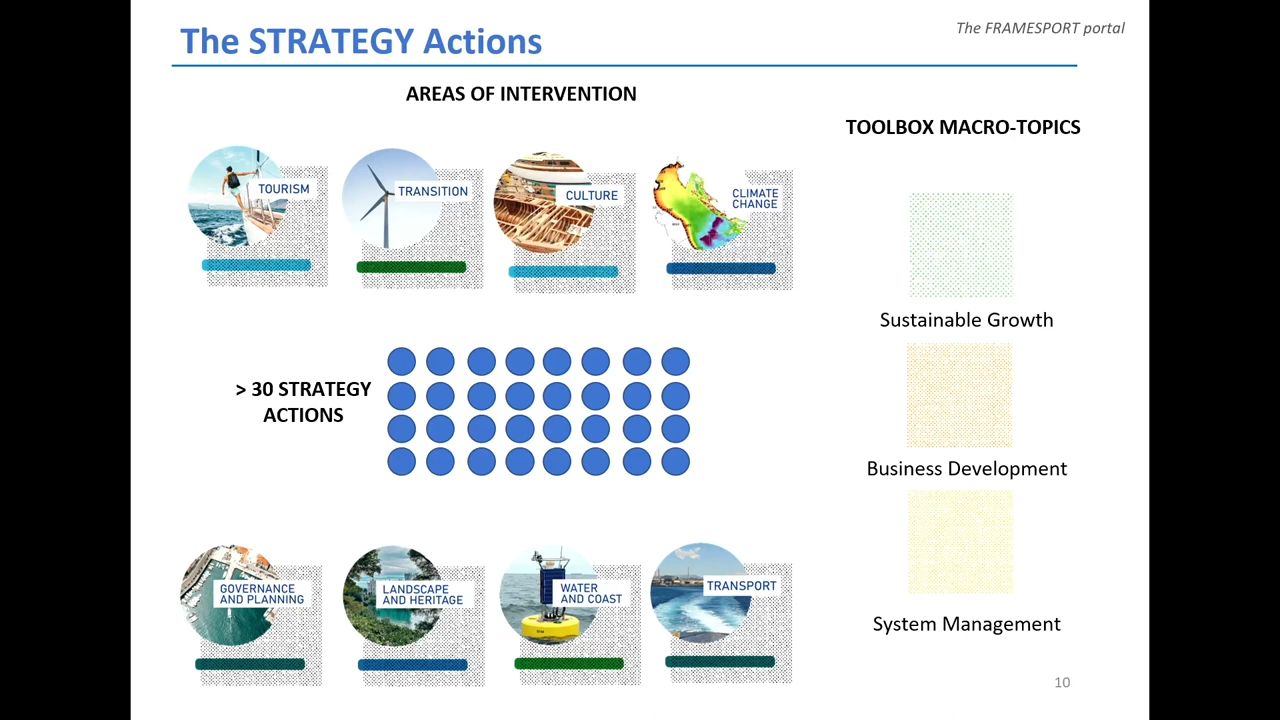 The STRATEGY Actions
The FRAMESPORT portal
AREAS OF INTERVENTION
TOOLBOX MACRO-TOPICS
TOURISM
TRANSITION
CULTURE
CLIMATE
CHANGE
Sustainable Growth
> 30 STRATEGY
ACTIONS
Business Development
GOVERNANCE
AND PLANNING
LANDSCAPE
AND HERITAGE
WATER
AND COAST
TRANSPORT
System Management
10